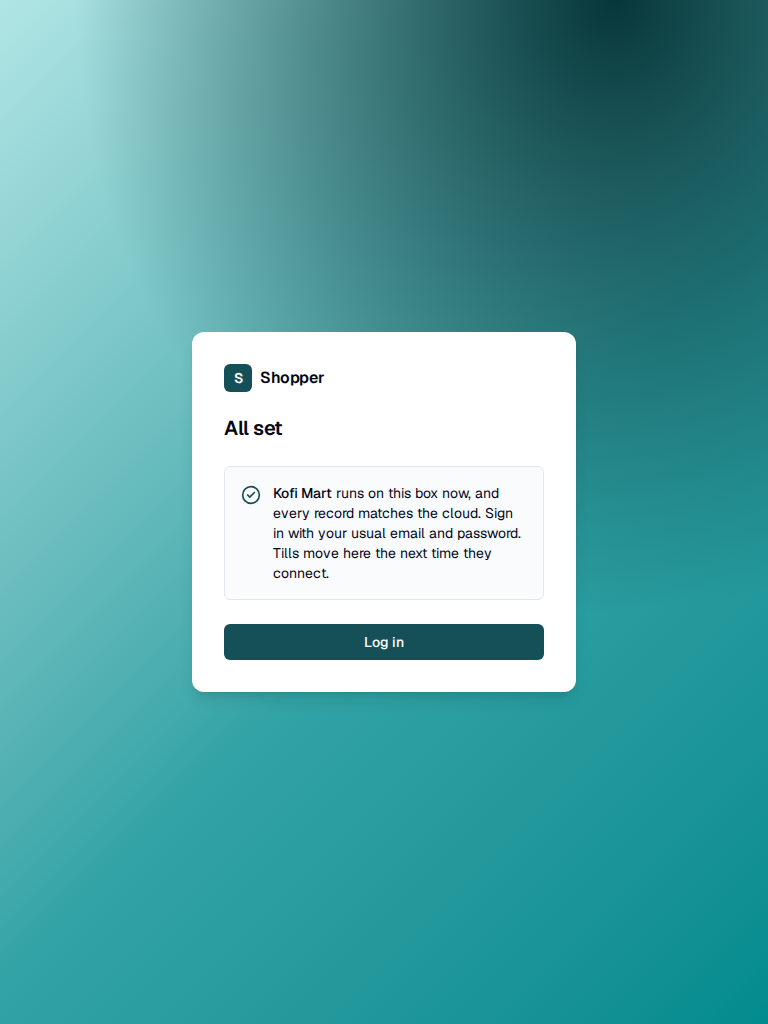 S Shopper
All set
Kofi Mart runs on this box now, and
every record matches the cloud. Sign
in with your usual email and password.
Tills move here the next time they
connect.
Log in